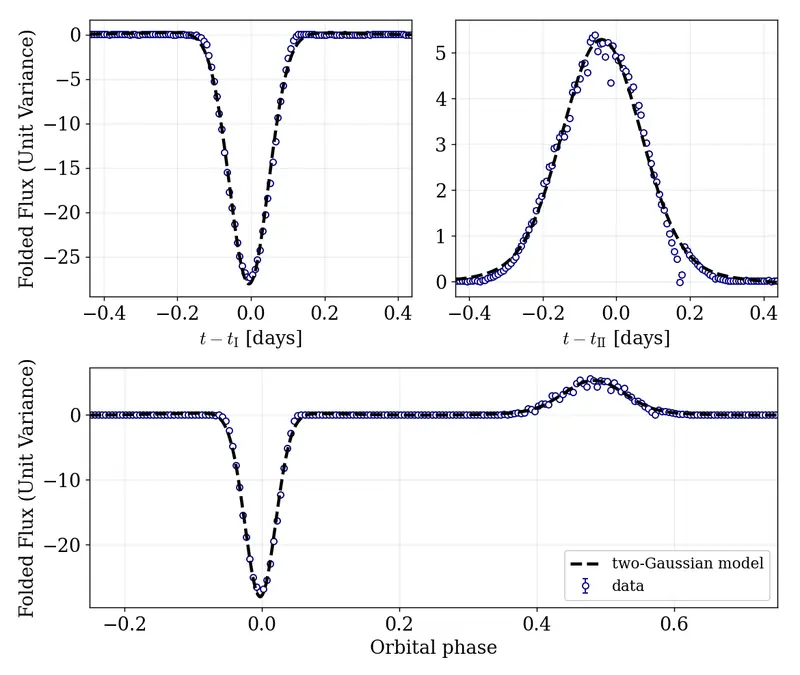 Folded Flux (Unit Variance)
0
−5
−10
−15
−20
−25
−0.4 −0.2 0.0 0.2 0.4
t − tI [days]
5
4
3
2
1
0
−0.4 −0.2 0.0 0.2 0.4
t − tII [days]
Folded Flux (Unit Variance)
0
−10
−20
two-Gaussian model
data
−0.2 0.0 0.2 0.4 0.6
Orbital phase